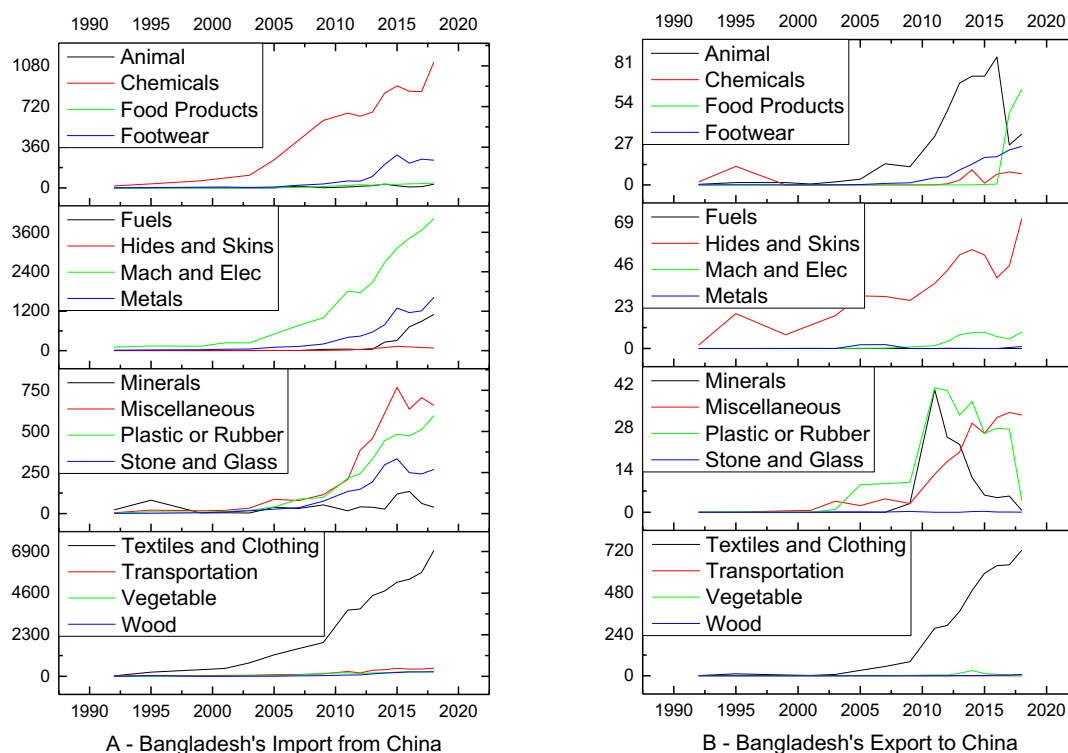 1990 1995 2000 2005 2010 2015 2020
1080
720
360
0
Animal
Chemicals
Food Products
Footwear
3600
2400
1200
0
Fuels
Hides and Skins
Mach and Elec
Metals
750
500
250
0
Minerals
Miscellaneous
Plastic or Rubber
Stone and Glass
6900
4600
2300
0
Textiles and Clothing
Transportation
Vegetable
Wood
1990 1995 2000 2005 2010 2015 2020
A - Bangladesh's Import from China
1990 1995 2000 2005 2010 2015 2020
81
54
27
0
Animal
Chemicals
Food Products
Footwear
69
46
23
0
Fuels
Hides and Skins
Mach and Elec
Metals
42
28
14
0
Minerals
Miscellaneous
Plastic or Rubber
Stone and Glass
720
480
240
0
Textiles and Clothing
Transportation
Vegetable
Wood
1990 1995 2000 2005 2010 2015 2020
B - Bangladesh's Export to China